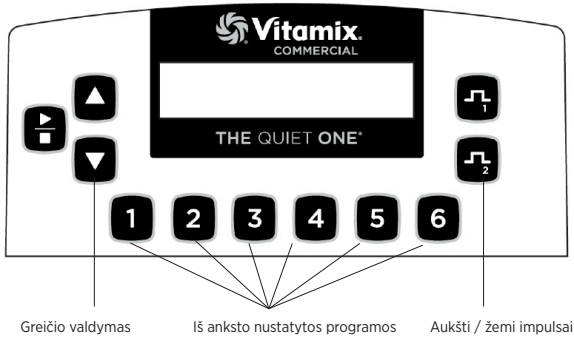 Vitamix®
COMMERCIAL
THE QUIET ONE®
1
2
1 2 3 4 5 6
Greičio valdymas
Iš anksto nustatytos programos
Aukšti / žemi impulsai